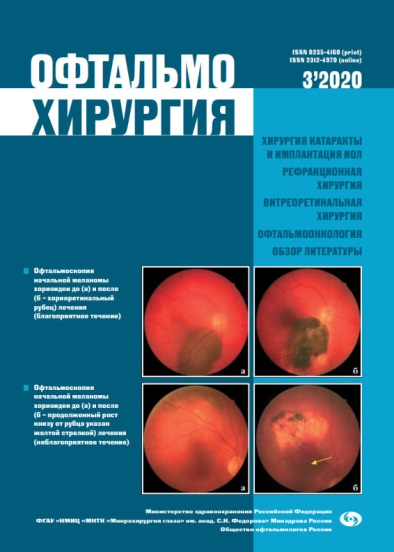 ISSN 0235-4160 (print)
ISSN 2312-4970 (online)
3’2020
ОФТАЛЬМО
ХИРУРГИЯ
ХИРУРГИЯ КАТАРАКТЫ
И ИМПЛАНТАЦИЯ ИОЛ
РЕФРАКЦИОННАЯ
ХИРУРГИЯ
ВИТРЕОРЕТИНАЛЬНАЯ
ХИРУРГИЯ
ОФТАЛЬМООНКОЛОГИЯ
ОБЗОР ЛИТЕРАТУРЫ
Офтальмоскопия
начальной меланомы
хориоидеи до (а) и после
(б – хориоретинальный
рубец) лечения
(благоприятное течение)
а
б
Офтальмоскопия
начальной меланомы
хориоидеи до (а) и после
(б – продолженный рост
книзу от рубца указан
желтой стрелкой) лечения
(неблагоприятное течение)
а
б
Министерство здравоохранения Российской Федерации
ФГАУ «НМИЦ «МНТК «Микрохирургия глаза» им. акад. С.Н. Федорова» Минздрава России
Общество офтальмологов России